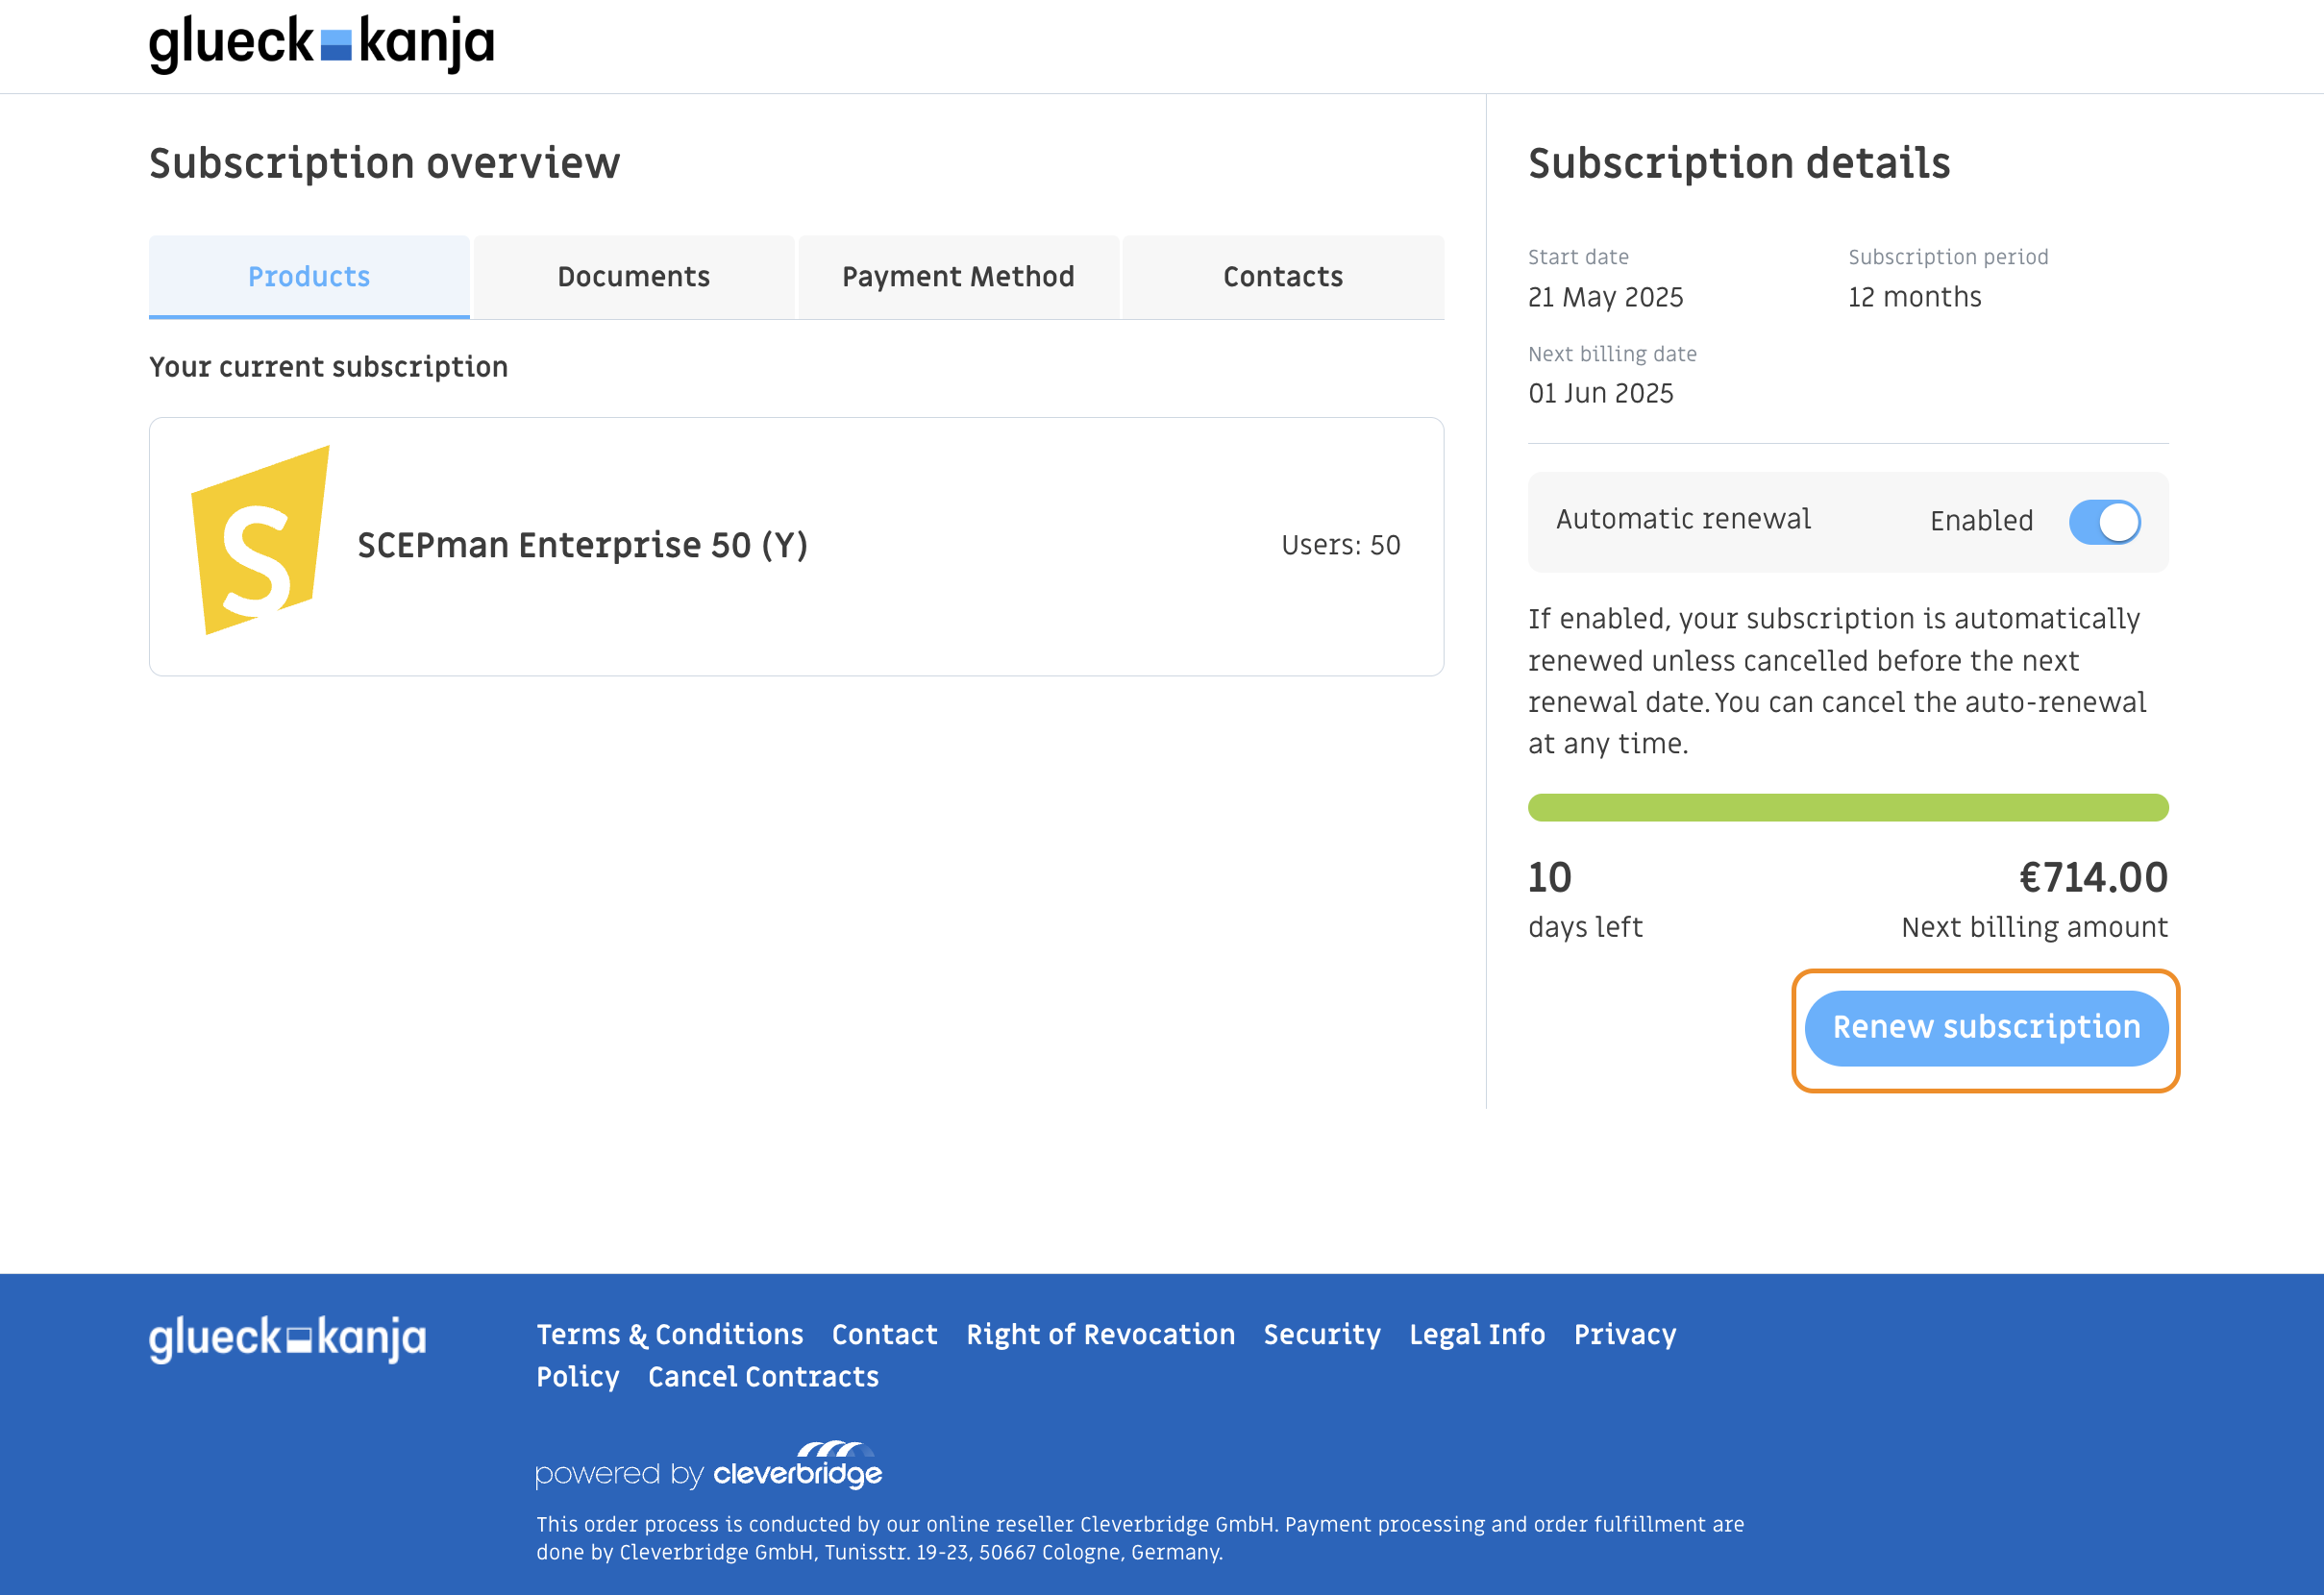 glueck kanja
Subscription overview
Products
Documents
Payment Method
Contacts
Your current subscription
S
SCEPman Enterprise 50 (Y)
Users: 50
Subscription details
Start date
Subscription period
21 May 2025
12 months
Next billing date
01 Jun 2025
Automatic renewal
Enabled
If enabled, your subscription is automatically
renewed unless cancelled before the next
renewal date. You can cancel the auto-renewal
at any time.
10
€714.00
days left
Next billing amount
Renew subscription
glueck kanja
Terms & Conditions Contact Right of Revocation Security Legal Info Privacy
Policy Cancel Contracts
powered by cleverbridge
This order process is conducted by our online reseller Cleverbridge GmbH. Payment processing and order fulfillment are
done by Cleverbridge GmbH, Tunisstr. 19-23, 50667 Cologne, Germany.